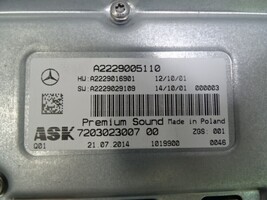 A2229005110
HW:A2229016901 12/10/01
SW:A2229029109 14/10/01 000003
Premium Sound Made in Poland
ASK 7203023007 00 ZGS 001
Q01 21.07.2014 1019900 0046